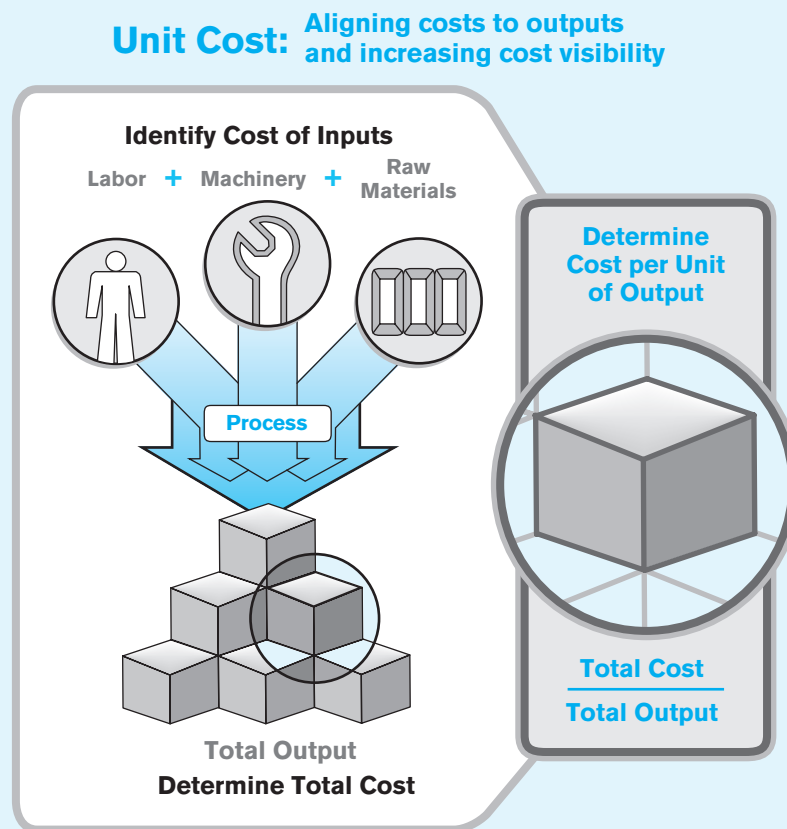 Unit Cost: Aligning costs to outputs
and increasing cost visibility
Identify Cost of Inputs
Labor + Machinery + Raw
Materials
Process
Total Output
Determine Total Cost
Determine
Cost per Unit
of Output
Total Cost
Total Output